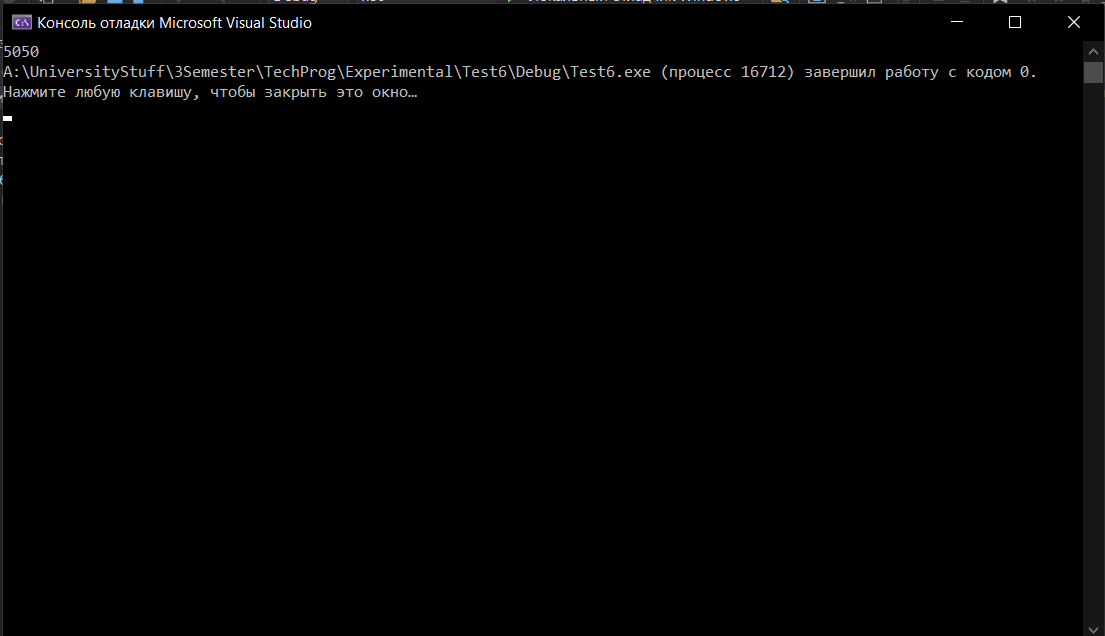 Консоль отладки Microsoft Visual Studio
5050
A:\UniversityStuff\3Semester\TechProg\Experimental\Test6\Debug\Test6.exe (процесс 16712) завершил работу с кодом 0.
Нажмите любую клавишу, чтобы закрыть это окно…